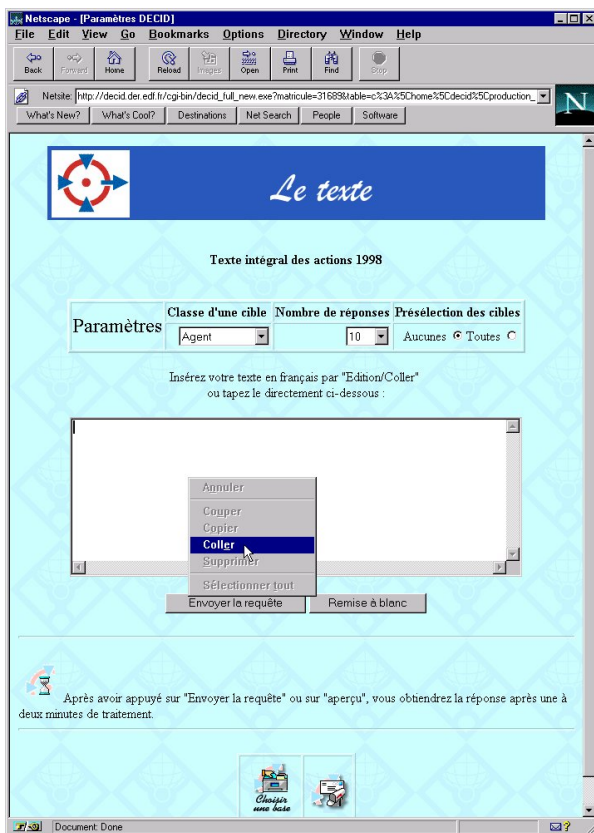 Netscape - [Paramètres DECID]
File Edit View Go Bookmarks Options Directory Window Help
Back Forward Home Reload Images Open Print Find Stop
Netsite: http://decid.der.edf.fr/cgi-bin/decid_full_new.exe?matricule=31689&table=c%3A%5Chome%5Cdecid%5Cproduction_
What's New? What's Cool? Destinations Net Search People Software
N
Le texte
Texte intégral des actions 1998
Paramètres
Classe d'une cible Nombre de réponses Présélection des cibles
Agent 10 Aucunes Toutes
Insérez votre texte en français par "Edition/Coller"
ou tapez le directement ci-dessous :
Annuler
Couper
Copier
Coller
Supprimer
Sélectionner tout
Envoyer la requête Remise à blanc
Après avoir appuyé sur "Envoyer la requête" ou sur "aperçu", vous obtiendrez la réponse après une à
deux minutes de traitement.
Choisir
une base
Document: Done